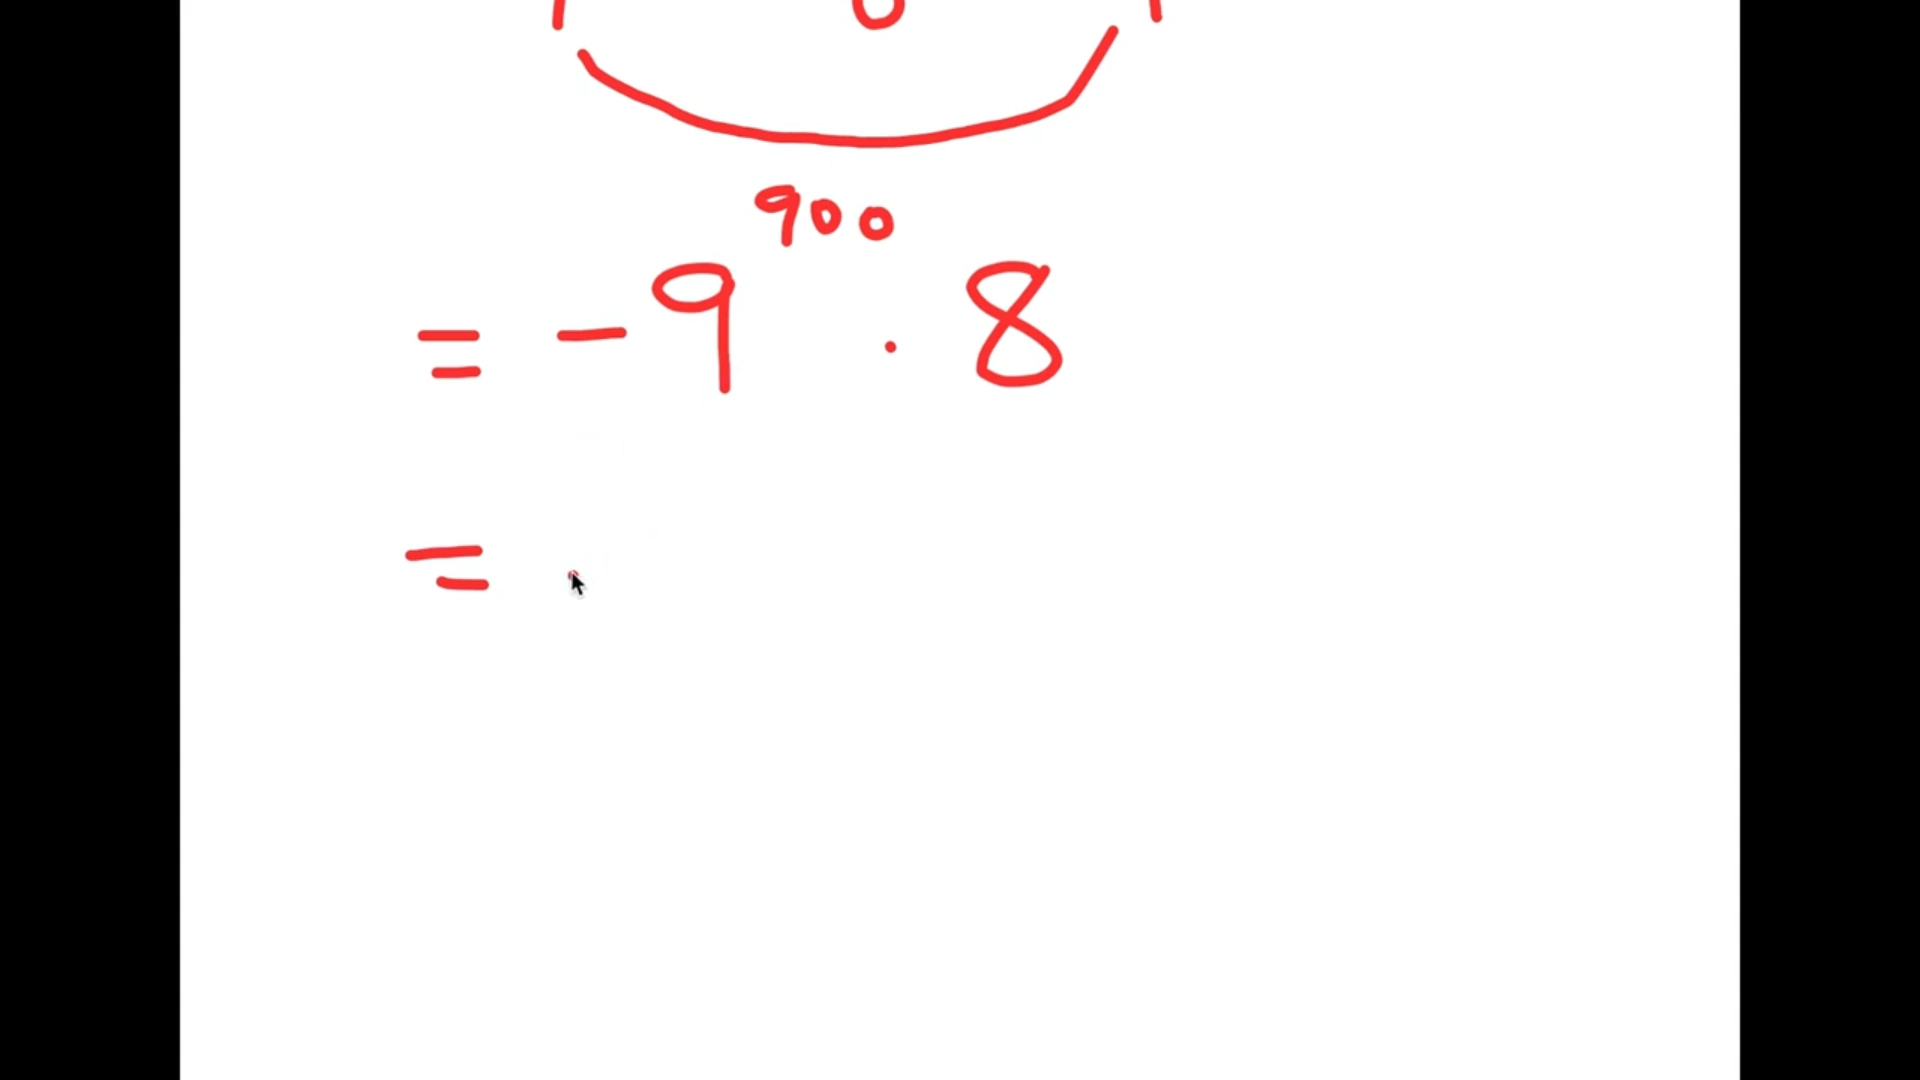 = - 9^900 . 8
=